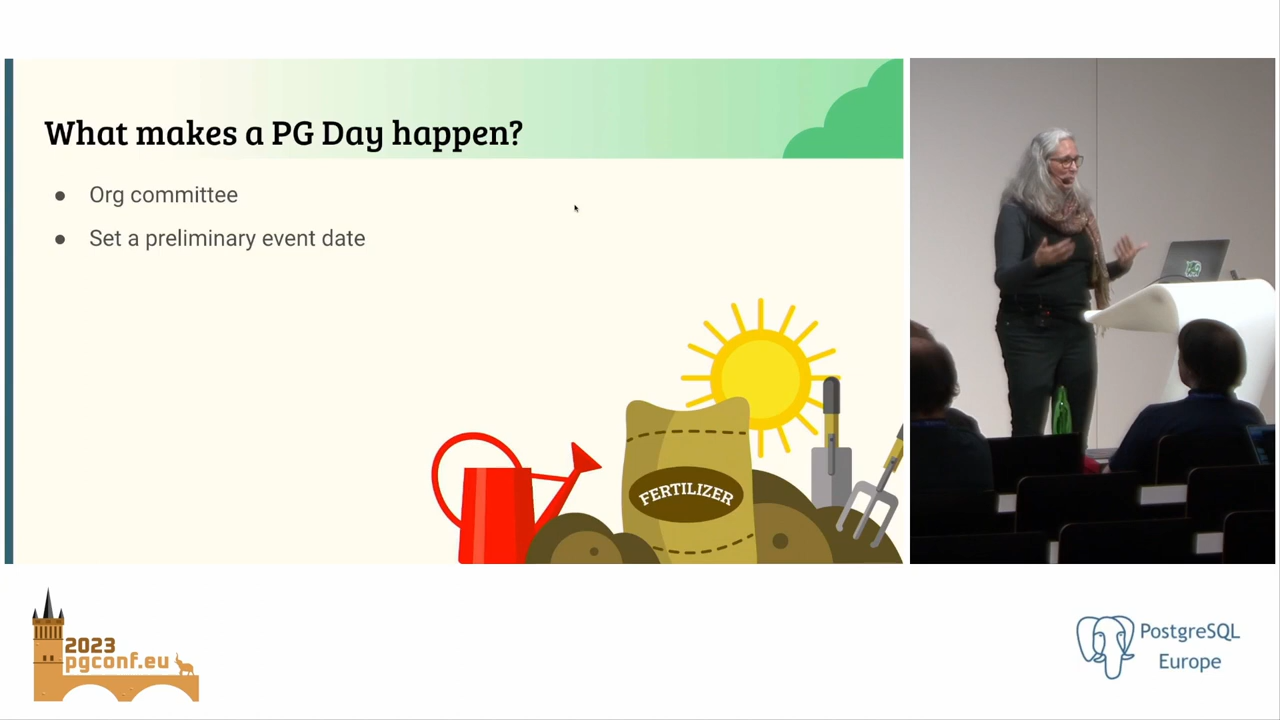 What makes a PG Day happen?
● Org committee
● Set a preliminary event date
FERTILIZER
2023
pgconf.eu
PostgreSQL
Europe